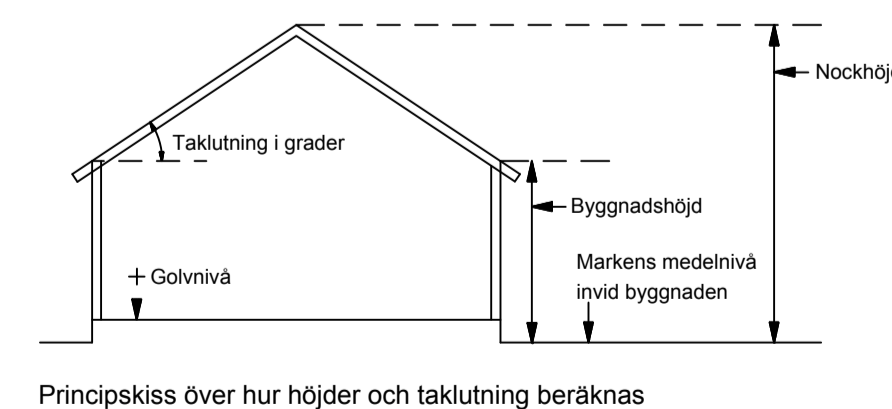 Nockhöj
Taklutning i grader
Byggnadshöjd
Markens medelnivå
invid byggnaden
+ Golvnivå
Principskiss över hur höjder och taklutning beräknas